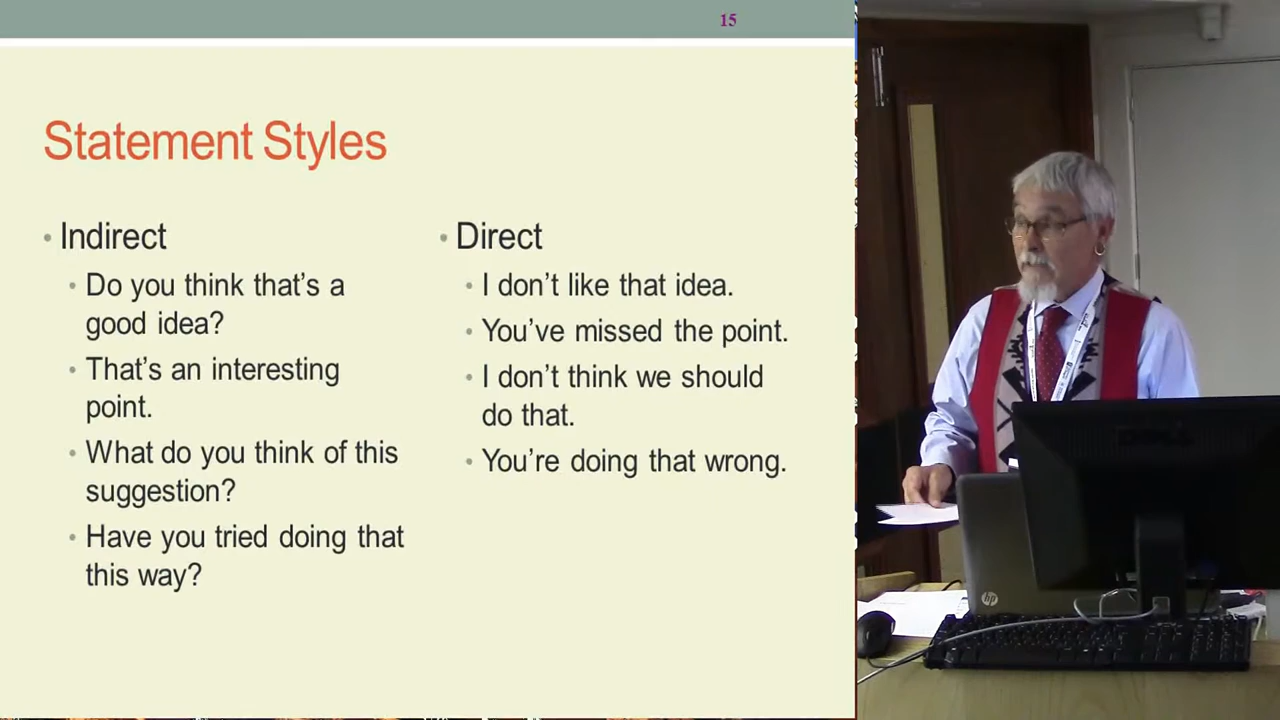 15
Statement Styles
• Indirect
• Do you think that's a
good idea?
• That's an interesting
point.
• What do you think of this
suggestion?
• Have you tried doing that
this way?
• Direct
• I don't like that idea.
• You've missed the point.
• I don't think we should
do that.
• You're doing that wrong.
DELL
hp